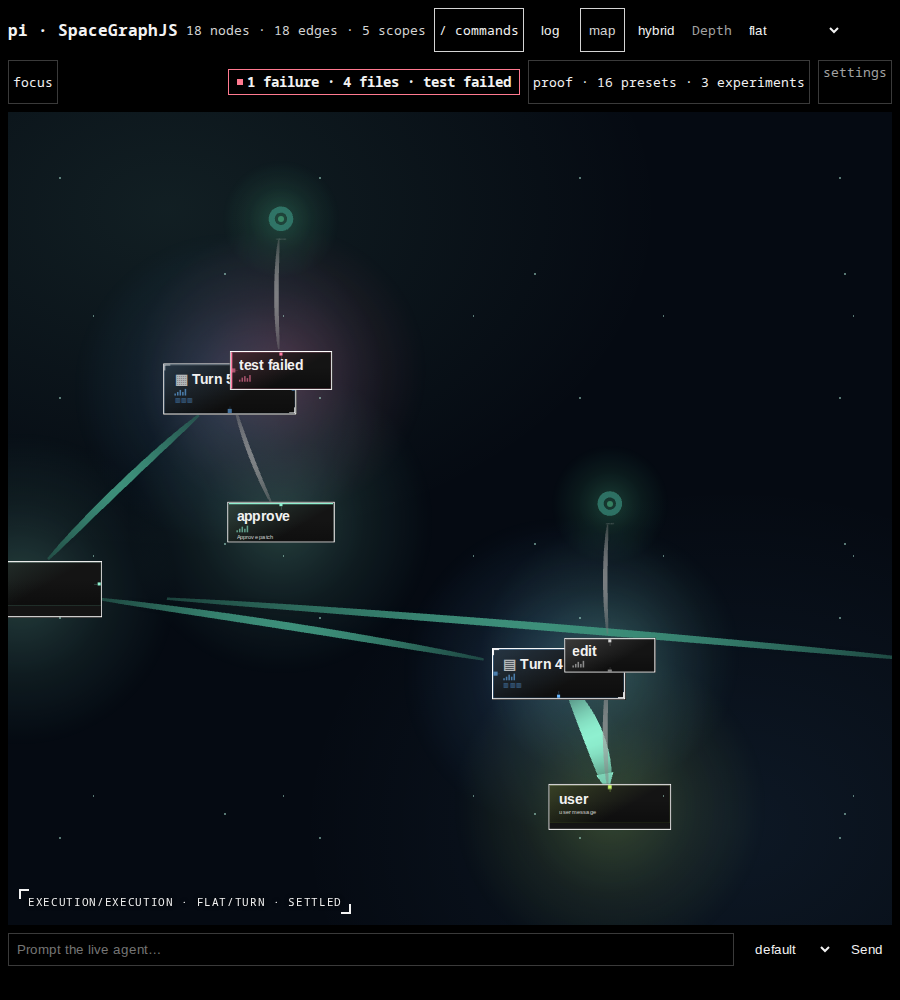 pi · SpaceGraphJS 18 nodes · 18 edges · 5 scopes / commands log map hybrid Depth flat
focus 1 failure · 4 files · test failed proof · 16 presets · 3 experiments settings
test failed
Turn 5
approve
Approve patch
edit
Turn 4
user
user message
EXECUTION/EXECUTION · FLAT/TURN · SETTLED
Prompt the live agent… default Send